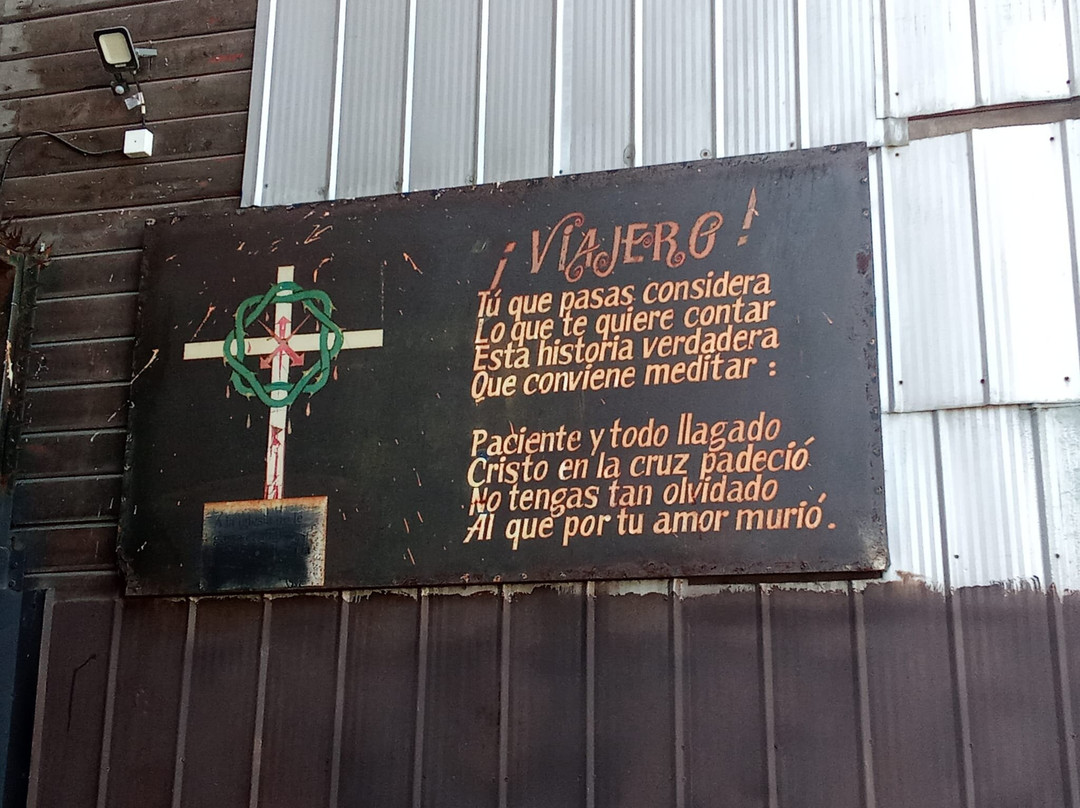 ¡ VIAJERO !
Tú que pasas considera
Lo que te quiere contar
Esta historia verdadera
Que conviene meditar :
Paciente y todo llagado
Cristo en la cruz padeció
No tengas tan olvidado
Al que por tu amor murió.